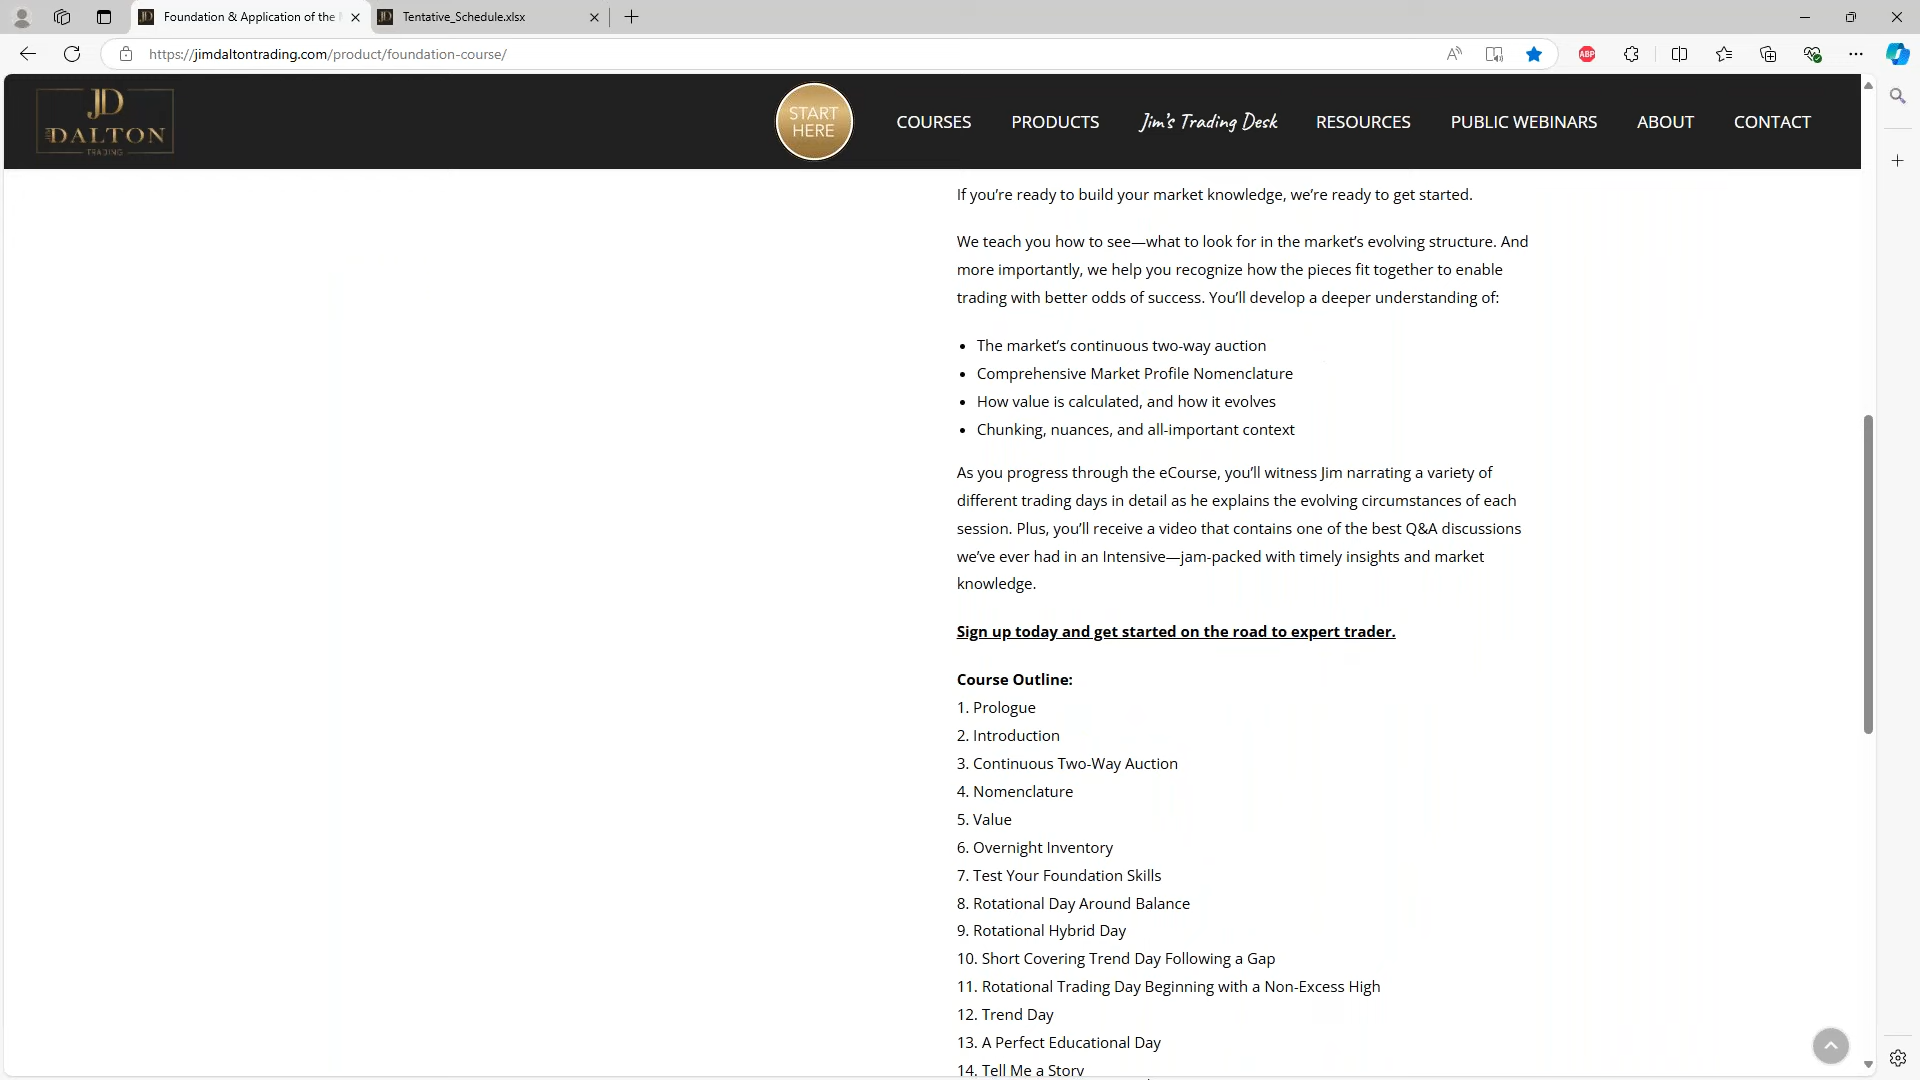 Foundation & Application of the
Tentative_Schedule.xlsx
https://jimdaltontrading.com/product/foundation-course/
ABP
JD
JIM DALTON
TRADING
START
HERE
COURSES
PRODUCTS
Jim's Trading Desk
RESOURCES
PUBLIC WEBINARS
ABOUT
CONTACT
If you’re ready to build your market knowledge, we’re ready to get started.
We teach you how to see—what to look for in the market’s evolving structure. And
more importantly, we help you recognize how the pieces fit together to enable
trading with better odds of success. You’ll develop a deeper understanding of:
• The market’s continuous two-way auction
• Comprehensive Market Profile Nomenclature
• How value is calculated, and how it evolves
• Chunking, nuances, and all-important context
As you progress through the eCourse, you’ll witness Jim narrating a variety of
different trading days in detail as he explains the evolving circumstances of each
session. Plus, you’ll receive a video that contains one of the best Q&A discussions
we’ve ever had in an Intensive—jam-packed with timely insights and market
knowledge.
Sign up today and get started on the road to expert trader.
Course Outline:
1. Prologue
2. Introduction
3. Continuous Two-Way Auction
4. Nomenclature
5. Value
6. Overnight Inventory
7. Test Your Foundation Skills
8. Rotational Day Around Balance
9. Rotational Hybrid Day
10. Short Covering Trend Day Following a Gap
11. Rotational Trading Day Beginning with a Non-Excess High
12. Trend Day
13. A Perfect Educational Day
14. Tell Me a Story